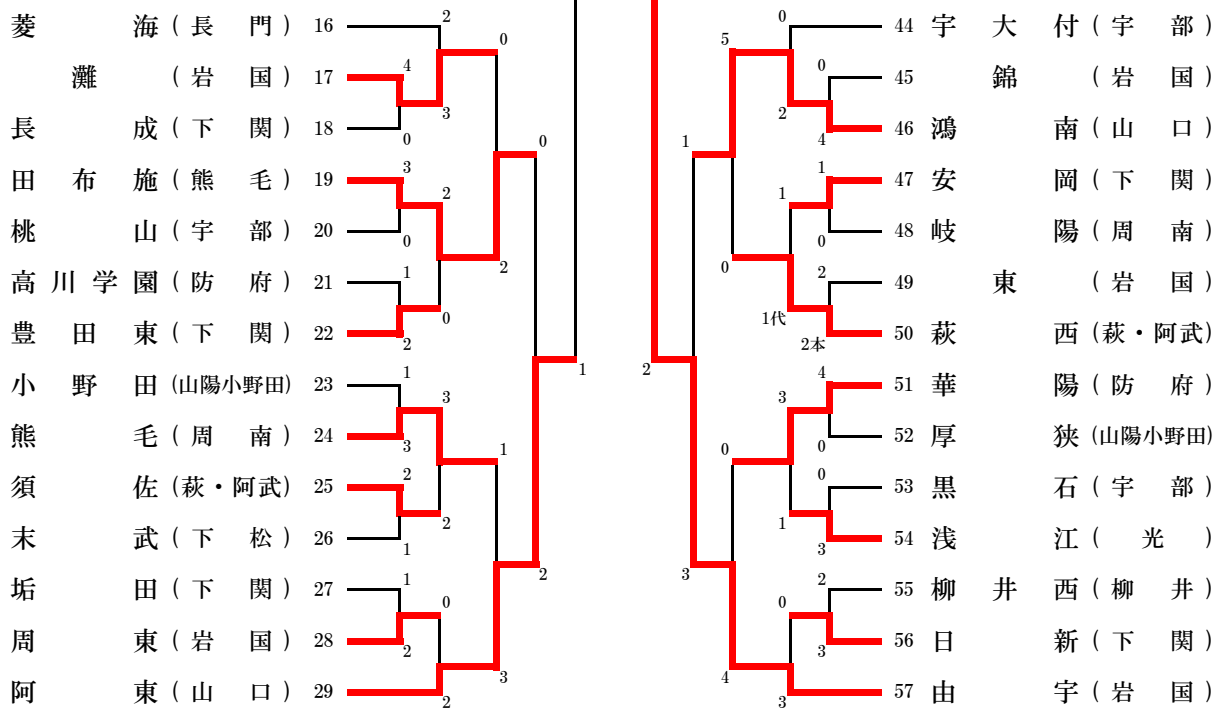 菱海(長門) 16
灘(岩国) 17
長成(下関) 18
田布施(熊毛) 19
桃山(宇部) 20
高川学園(防府) 21
豊田東(下関) 22
小野田(山陽小野田) 23
熊毛(周南) 24
須佐(萩・阿武) 25
末武(下松) 26
垢田(下関) 27
周東(岩国) 28
阿東(山口) 29
2
0
4
3
0
0
3
2
0
2
1
0
2
1
1
3
3
1
2
2
1
2
1
0
2
3
2
0
5
0
2
4
1
1
1
0
0
2
1代
2本
2
4
3
0
0
0
1
3
3
2
0
3
4
3
44 宇大付(宇部)
45 錦(岩国)
46 鴻南(山口)
47 安岡(下関)
48 岐陽(周南)
49 東(岩国)
50 萩西(萩・阿武)
51 華陽(防府)
52 厚狭(山陽小野田)
53 黒石(宇部)
54 浅江(光)
55 柳井西(柳井)
56 日新(下関)
57 由宇(岩国)